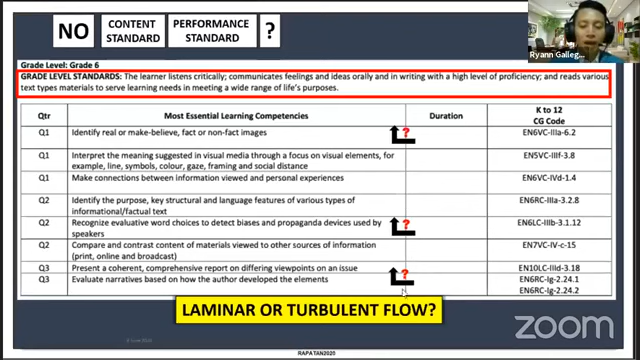 NO
CONTENT
STANDARD
PERFORMANCE
STANDARD
?
Ryann Galleg...
Grade Level: Grade 6
GRADE LEVEL STANDARDS: The learner listens critically; communicates feelings and ideas orally and in writing with a high level of proficiency; and reads various
text types materials to serve learning needs in meeting a wide range of life's purposes.
Qtr Most Essential Learning Competencies Duration K to 12
CG Code
Q1 Identify real or make-believe, fact or non-fact images ? EN6VC-IIIa-6.2
Q1 Interpret the meaning suggested in visual media through a focus on visual elements, for EN5VC-IIIf-3.8
example, line, symbols, colour, gaze, framing and social distance
Q1 Make connections between information viewed and personal experiences EN6VC-IVd-1.4
Q2 Identify the purpose, key structural and language features of various types of EN6RC-IIIa-3.2.8
informational/factual text
Q2 Recognize evaluative word choices to detect biases and propaganda devices used by ? EN6LC-IIIb-3.1.12
speakers
Q2 Compare and contrast content of materials viewed to other sources of information EN7VC-IV-c-15
(print, online and broadcast)
Q3 Present a coherent, comprehensive report on differing viewpoints on an issue ? EN10LC-IIId-3.18
Q3 Evaluate narratives based on how the author developed the elements EN6RC-Ig-2.24.1
EN6RC-Ig-2.24.2
LAMINAR OR TURBULENT FLOW?
zoom
RAPATAN2020